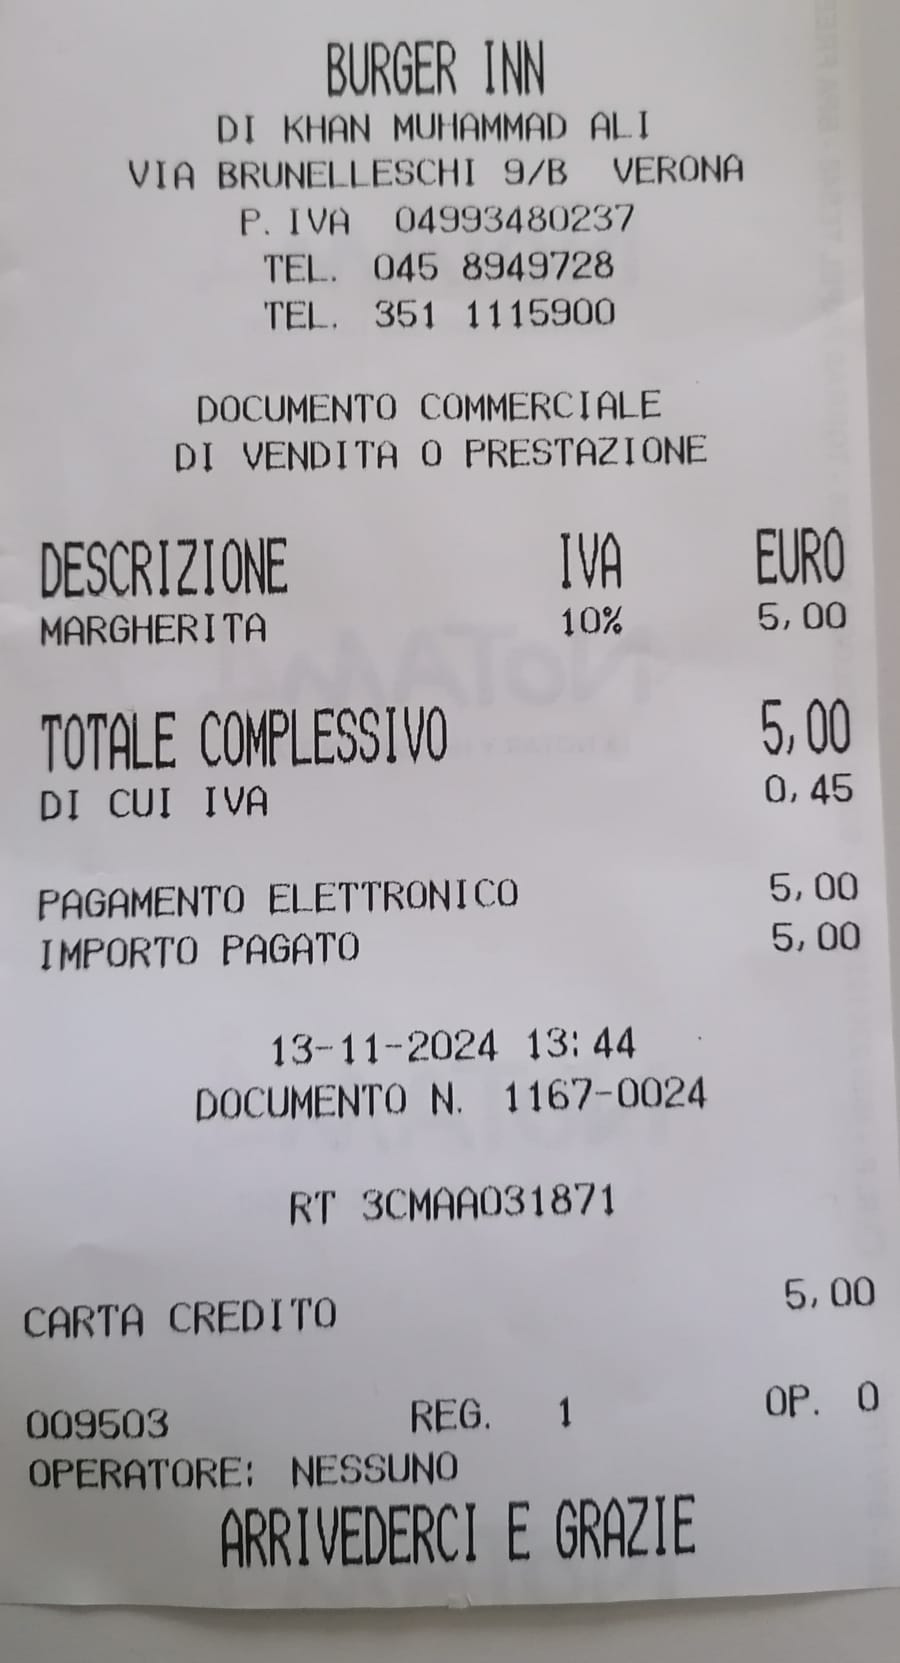 BURGER INN
DI KHAN MUHAMMAD ALI
VIA BRUNELLESCHI 9/B VERONA
P. IVA 04993480237
TEL. 045 8949728
TEL. 351 1115900
DOCUMENTO COMMERCIALE
DI VENDITA O PRESTAZIONE
DESCRIZIONE IVA EURO
MARGHERITA 10% 5,00
TOTALE COMPLESSIVO 5,00
DI CUI IVA 0,45
PAGAMENTO ELETTRONICO 5,00
IMPORTO PAGATO 5,00
13-11-2024 13:44
DOCUMENTO N. 1167-0024
RT 3CMAA031871
CARTA CREDITO 5,00
009503 REG. 1 OP. 0
OPERATORE: NESSUNO
ARRIVEDERCI E GRAZIE